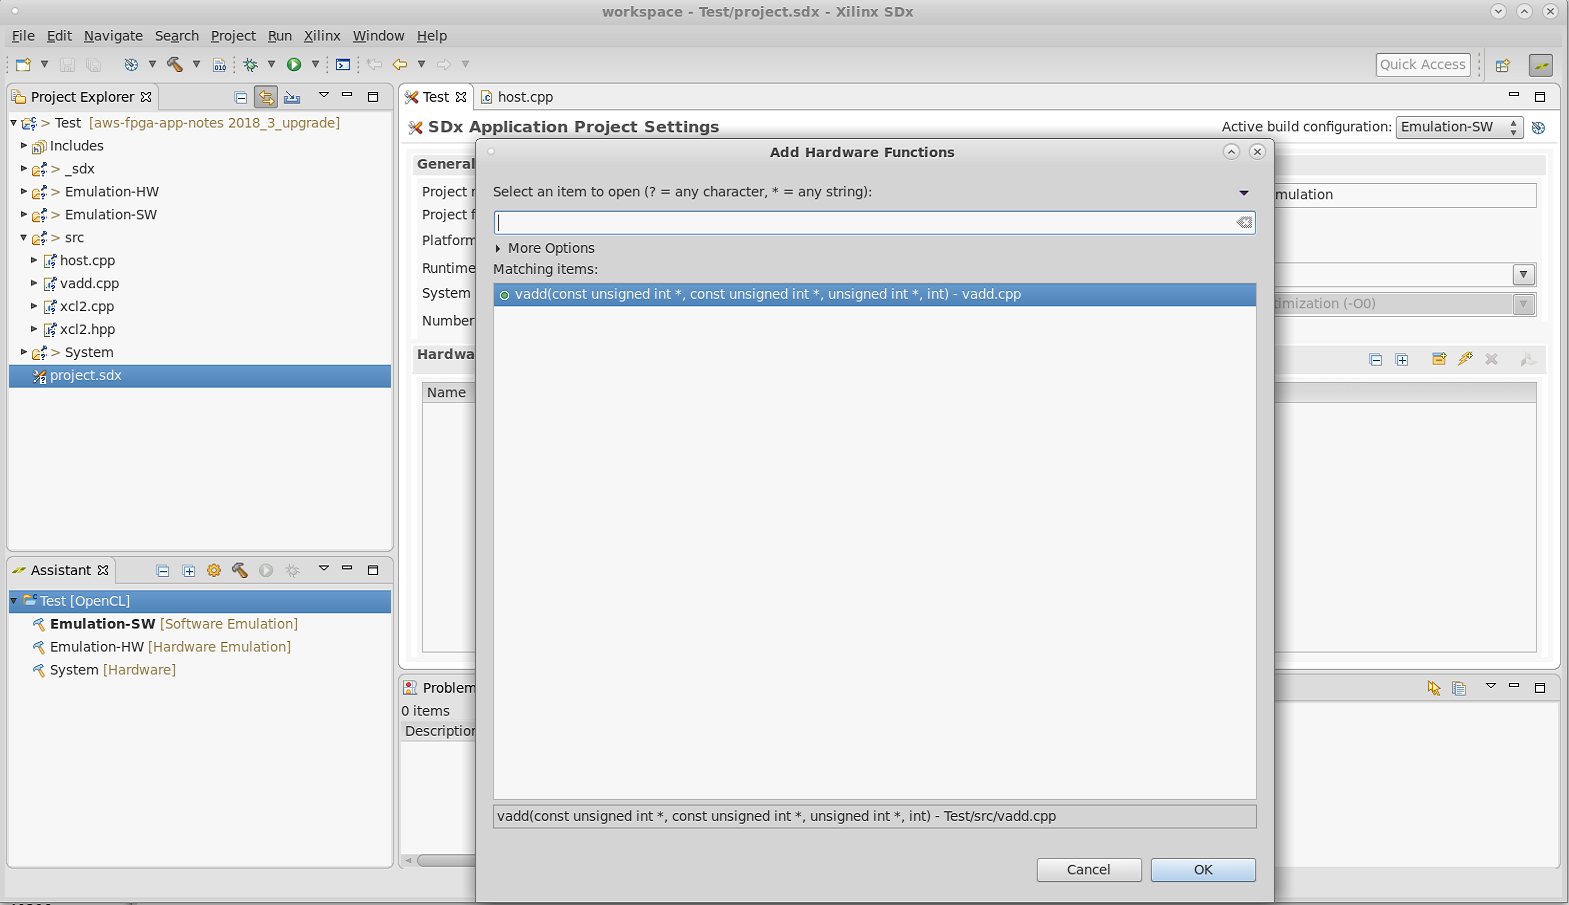 workspace - Test/project.sdx - Xilinx SDx
File Edit Navigate Search Project Run Xilinx Window Help
Quick Access
Project Explorer
> Test [aws-fpga-app-notes 2018_3_upgrade]
Includes
> _sdx
> Emulation-HW
> Emulation-SW
> src
host.cpp
vadd.cpp
xcl2.cpp
xcl2.hpp
> System
project.sdx
Assistant
Test [OpenCL]
Emulation-SW [Software Emulation]
Emulation-HW [Hardware Emulation]
System [Hardware]
Test host.cpp
SDx Application Project Settings
Active build configuration: Emulation-SW
General
Project
Project
Platform
Runtime
System
Number
mulation
timization (-O0)
Hardwa
Name
Problem
0 items
Description
Add Hardware Functions
Select an item to open (? = any character, * = any string):
More Options
Matching items:
vadd(const unsigned int *, const unsigned int *, unsigned int *, int) - vadd.cpp
vadd(const unsigned int *, const unsigned int *, unsigned int *, int) - Test/src/vadd.cpp
Cancel OK